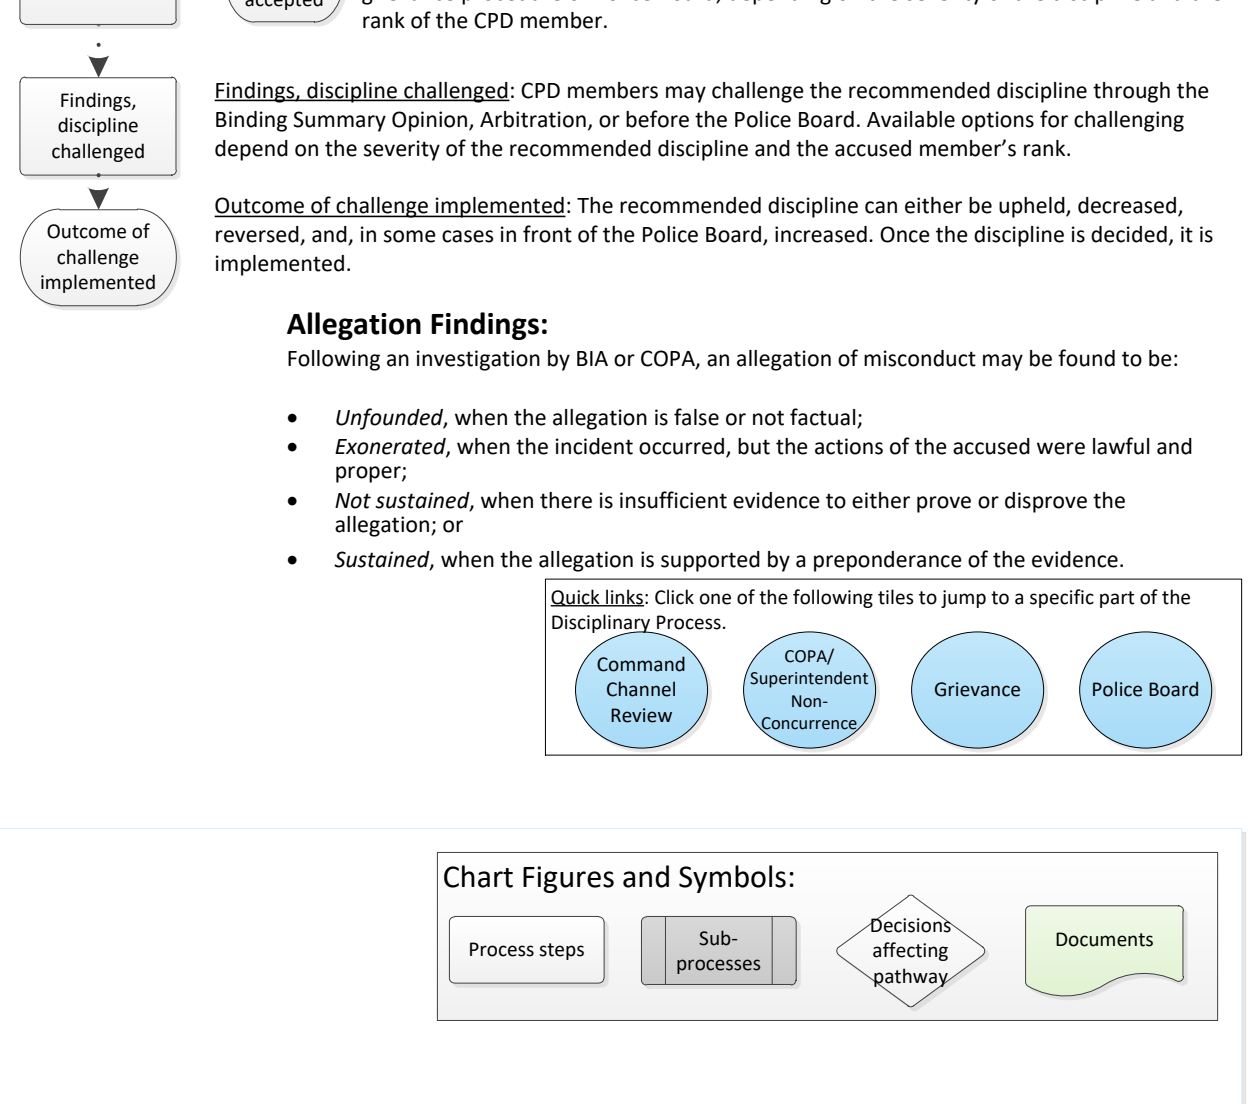 accepted
rank of the CPD member.
Findings,
discipline
challenged
Findings, discipline challenged: CPD members may challenge the recommended discipline through the
Binding Summary Opinion, Arbitration, or before the Police Board. Available options for challenging
depend on the severity of the recommended discipline and the accused member’s rank.
Outcome of
challenge
implemented
Outcome of challenge implemented: The recommended discipline can either be upheld, decreased,
reversed, and, in some cases in front of the Police Board, increased. Once the discipline is decided, it is
implemented.
Allegation Findings:
Following an investigation by BIA or COPA, an allegation of misconduct may be found to be:
• Unfounded, when the allegation is false or not factual;
• Exonerated, when the incident occurred, but the actions of the accused were lawful and
proper;
• Not sustained, when there is insufficient evidence to either prove or disprove the
allegation; or
• Sustained, when the allegation is supported by a preponderance of the evidence.
Quick links: Click one of the following tiles to jump to a specific part of the
Disciplinary Process.
Command
Channel
Review
COPA/
Superintendent
Non-
Concurrence
Grievance
Police Board
Chart Figures and Symbols:
Process steps
Sub-
processes
Decisions
affecting
pathway
Documents